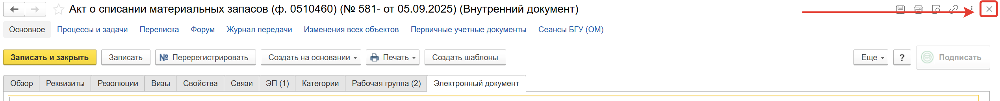 Акт о списании материальных запасов (ф. 0510460) (№ 581- от 05.09.2025) (Внутренний документ)
Основное Процессы и задачи Переписка Форум Журнал передачи Изменения всех объектов Первичные учетные документы Сеансы БГУ (ОМ)
Записать и закрыть Записать № Перерегистрировать Создать на основании Печать Создать шаблоны Еще ? Подписать
Обзор Реквизиты Резолюции Визы Свойства Связи ЭП (1) Категории Рабочая группа (2) Электронный документ